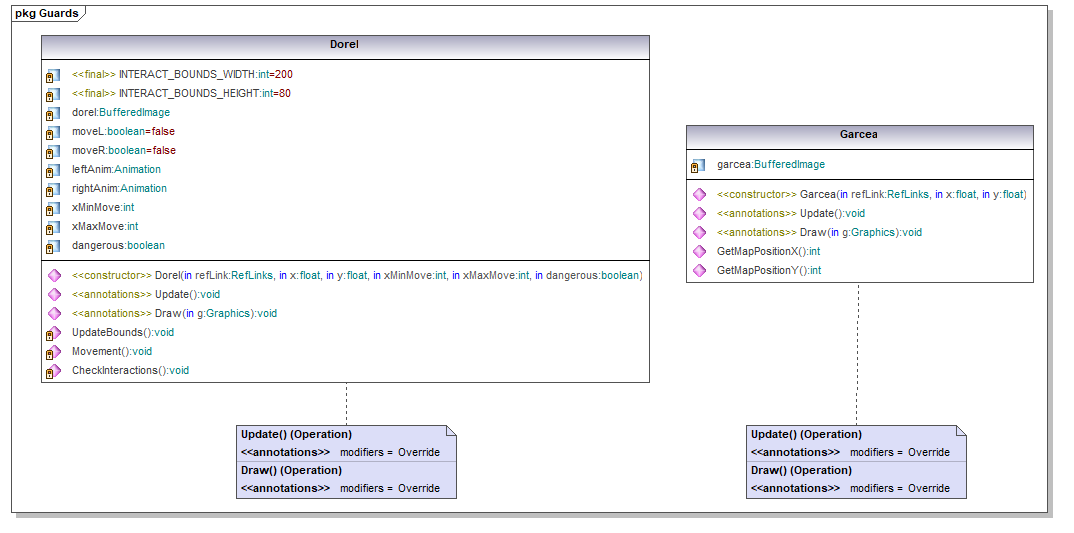 pkg Guards
Dorel
<<final>> INTERACT_BOUNDS_WIDTH:int=200
<<final>> INTERACT_BOUNDS_HEIGHT:int=80
dorel:BufferedImage
moveL:boolean=false
moveR:boolean=false
leftAnim:Animation
rightAnim:Animation
xMinMove:int
xMaxMove:int
dangerous:boolean
<<constructor>> Dorel(in refLink:RefLinks, in x:float, in y:float, in xMinMove:int, in xMaxMove:int, in dangerous:boolean)
<<annotations>> Update():void
<<annotations>> Draw(in g:Graphics):void
UpdateBounds():void
Movement():void
CheckInteractions():void
Update() (Operation)
<<annotations>> modifiers = Override
Draw() (Operation)
<<annotations>> modifiers = Override
Garcea
garcea:BufferedImage
<<constructor>> Garcea(in refLink:RefLinks, in x:float, in y:float)
<<annotations>> Update():void
<<annotations>> Draw(in g:Graphics):void
GetMapPositionX():int
GetMapPositionY():int
Update() (Operation)
<<annotations>> modifiers = Override
Draw() (Operation)
<<annotations>> modifiers = Override